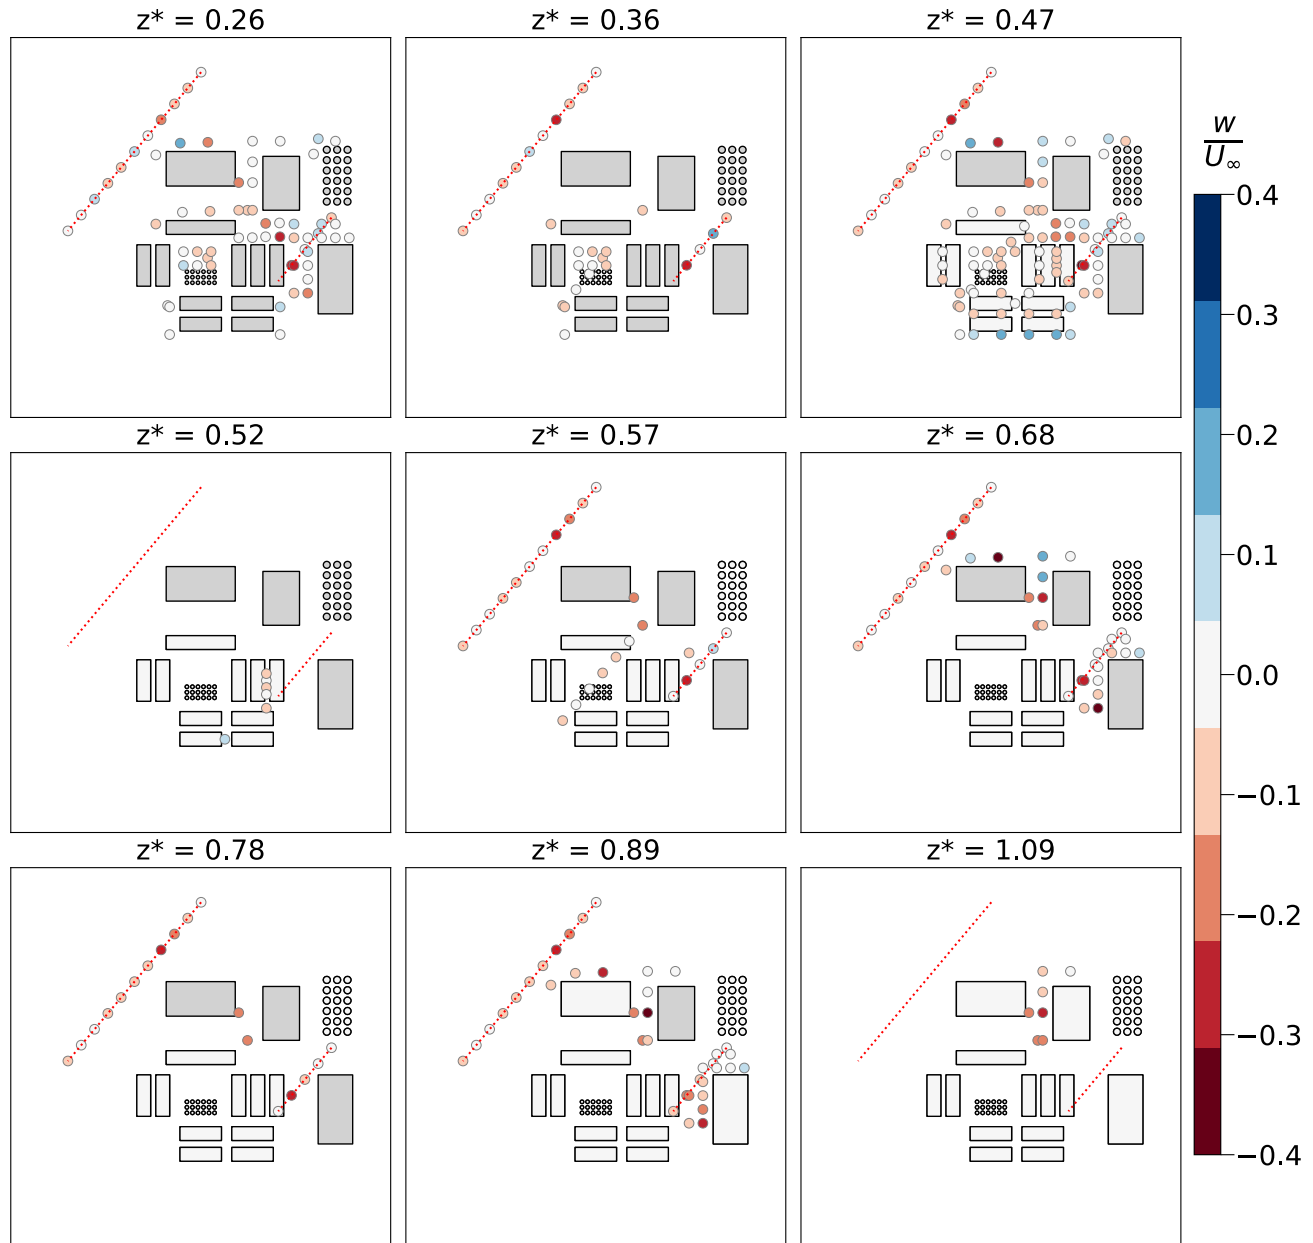 z* = 0.26
z* = 0.36
z* = 0.47
w
U∞
0.4
0.3
0.2
0.1
0.0
−0.1
−0.2
−0.3
−0.4
z* = 0.52
z* = 0.57
z* = 0.68
z* = 0.78
z* = 0.89
z* = 1.09